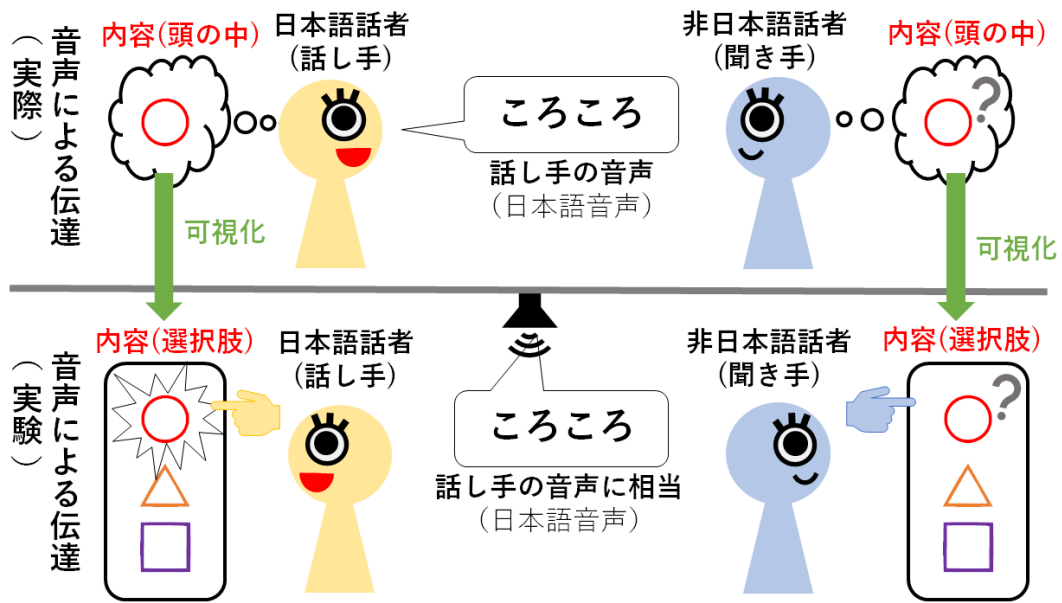 音声による伝達
（実際）
内容(頭の中)
日本語話者
(話し手)
ころころ
話し手の音声
（日本語音声）
非日本語話者
(聞き手)
内容(頭の中)
?
可視化
可視化
音声による伝達
（実験）
内容(選択肢)
日本語話者
(話し手)
ころころ
話し手の音声に相当
（日本語音声）
非日本語話者
(聞き手)
内容(選択肢)
?